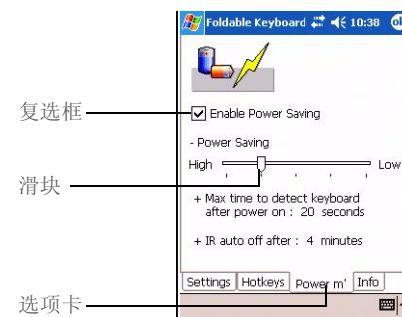 Foldable Keyboard 10:38 ok
复选框
Enable Power Saving
- Power Saving
High Low
滑块
+ Max time to detect keyboard
after power on : 20 seconds
+ IR auto off after : 4 minutes
Settings Hotkeys Power m' Info
选项卡